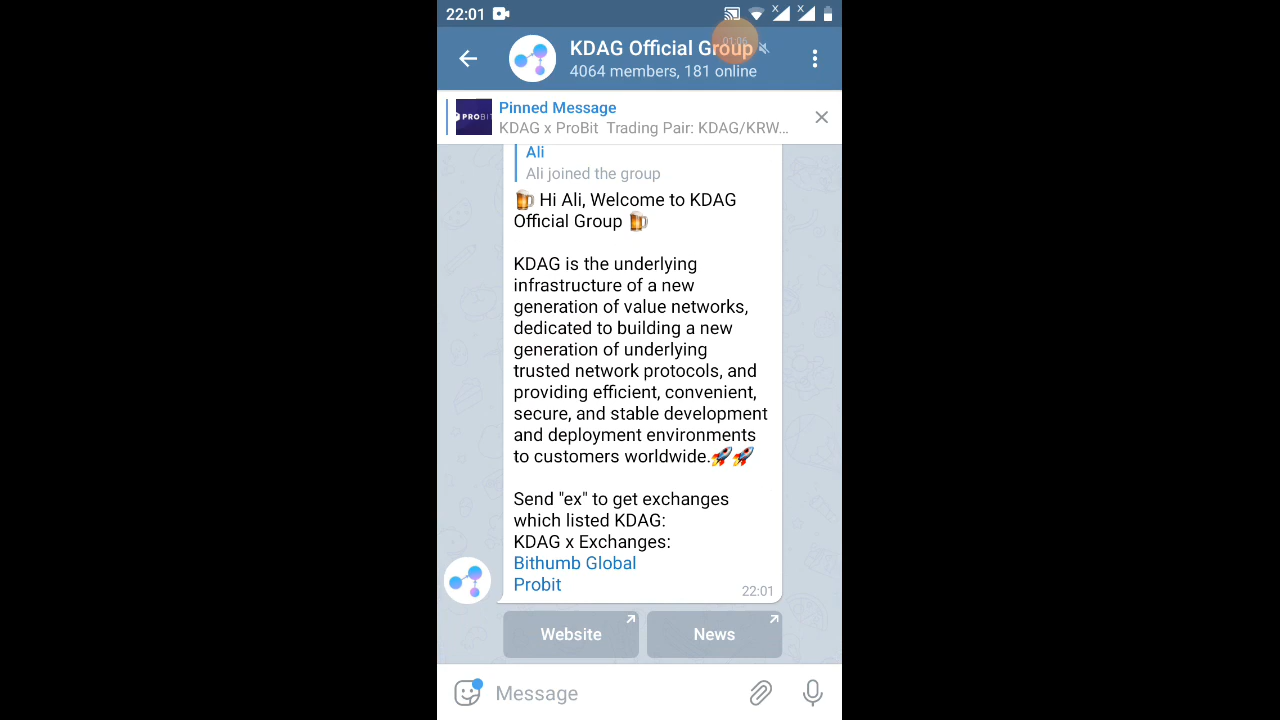 22:01
KDAG Official Group
01:06
4064 members, 181 online
PROBIT
Pinned Message
KDAG x ProBit Trading Pair: KDAG/KRW...
Ali
Ali joined the group
🍺 Hi Ali, Welcome to KDAG
Official Group 🍺
KDAG is the underlying
infrastructure of a new
generation of value networks,
dedicated to building a new
generation of underlying
trusted network protocols, and
providing efficient, convenient,
secure, and stable development
and deployment environments
to customers worldwide.🚀🚀
Send "ex" to get exchanges
which listed KDAG:
KDAG x Exchanges:
Bithumb Global
Probit
22:01
Website
News
Message